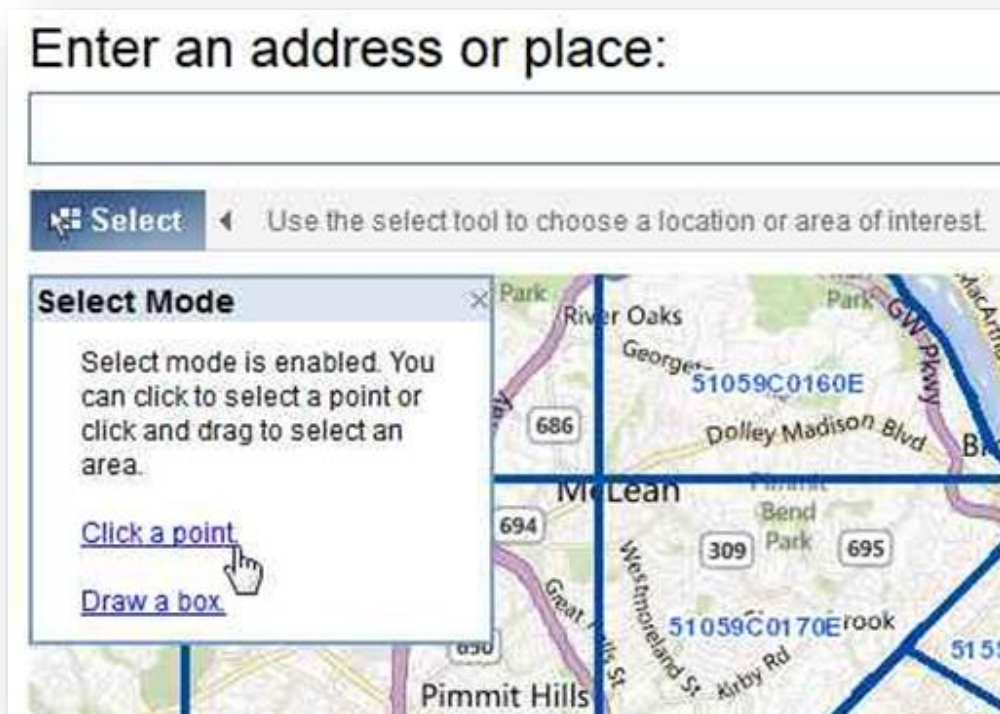 Enter an address or place:
Select
Use the select tool to choose a location or area of interest.
Select Mode
Select mode is enabled. You
can click to select a point or
click and drag to select an
area.
Click a point.
Draw a box.
Park
River Oaks
Park
GW Pkwy
51059C0160E
686
Dolley Madison Blvd
McLean
Pimmit
Bend
Park
694
309
695
Westmoreland St
51059C0170E
rook
Kirby Rd
Pimmit Hills